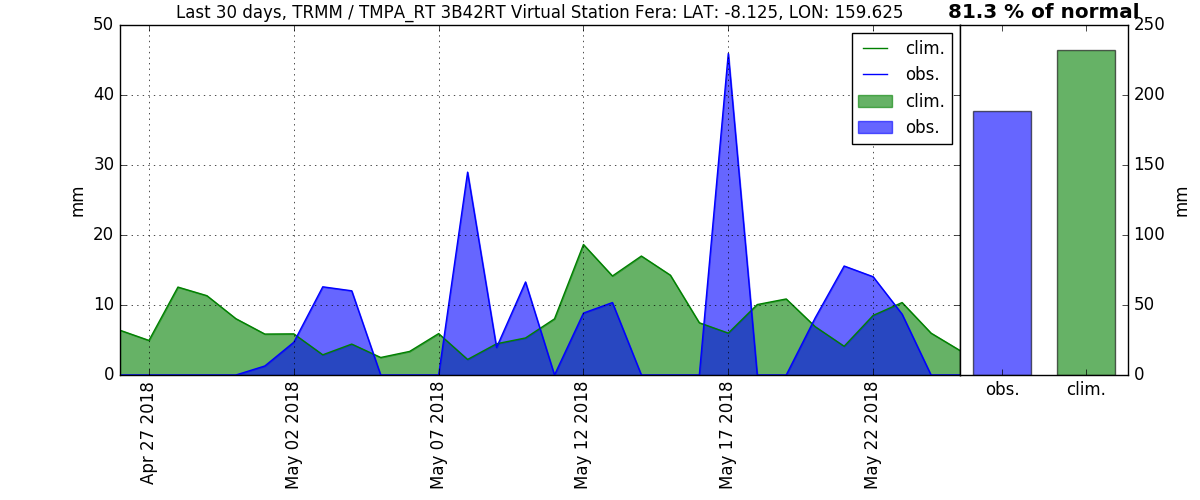 Last 30 days, TRMM / TMPA_RT 3B42RT Virtual Station Fera: LAT: -8.125, LON: 159.625
81.3 % of normal
50
40
30
20
10
0
mm
clim.
obs.
clim.
obs.
250
200
150
100
50
0
mm
Apr 27 2018
May 02 2018
May 07 2018
May 12 2018
May 17 2018
May 22 2018
obs.
clim.